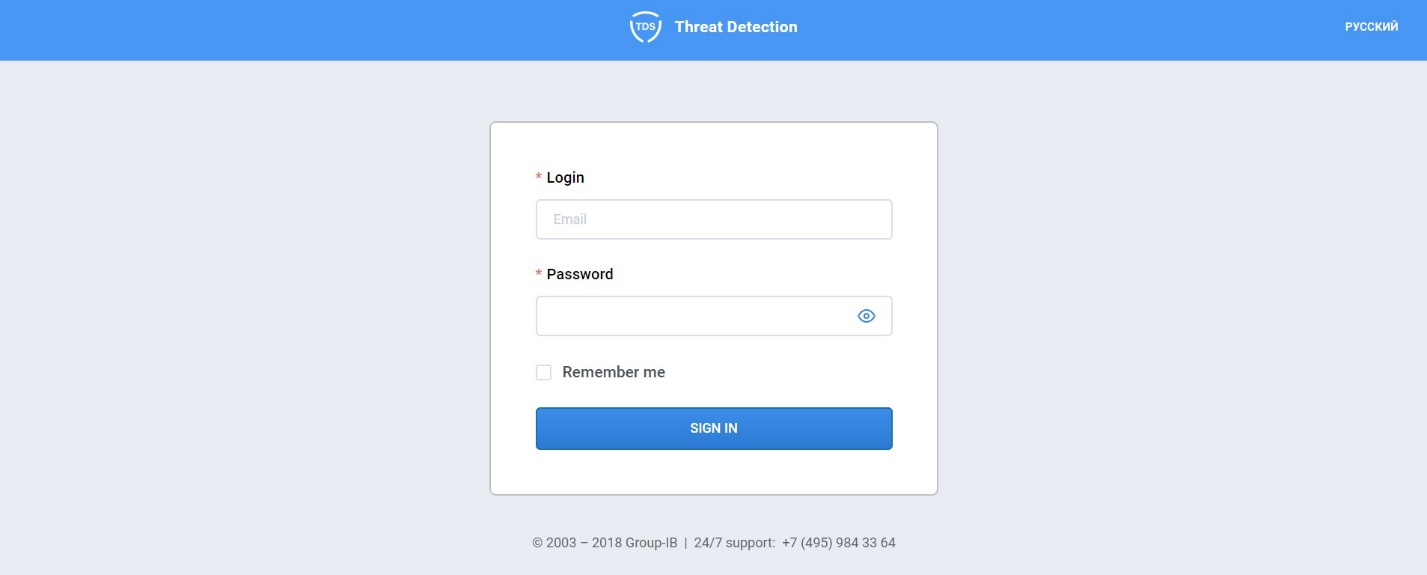 TDS Threat Detection
РУССКИЙ
* Login
Email
* Password
Remember me
SIGN IN
© 2003 – 2018 Group-IB | 24/7 support: +7 (495) 984 33 64